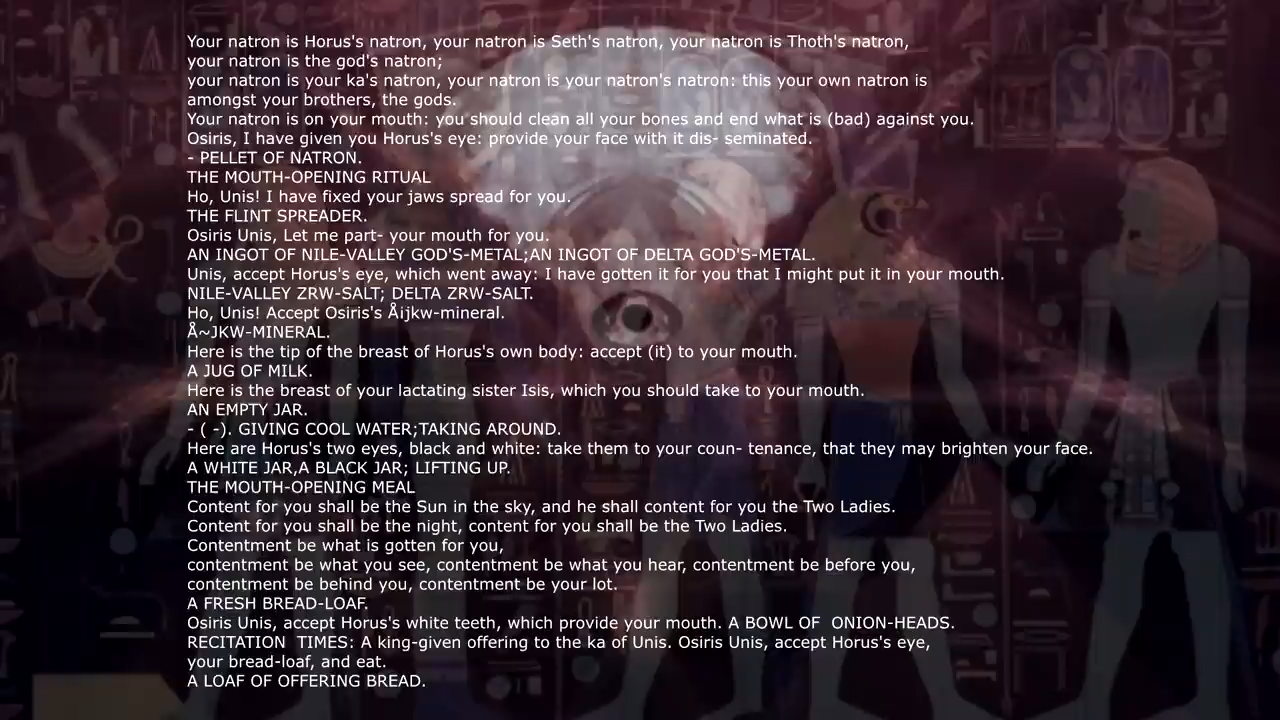 Your natron is Horus's natron, your natron is Seth's natron, your natron is Thoth's natron,
your natron is the god's natron;
your natron is your ka's natron, your natron is your natron's natron: this your own natron is
amongst your brothers, the gods.
Your natron is on your mouth: you should clean all your bones and end what is (bad) against you.
Osiris, I have given you Horus's eye: provide your face with it dis- seminated.
- PELLET OF NATRON.
THE MOUTH-OPENING RITUAL
Ho, Unis! I have fixed your jaws spread for you.
THE FLINT SPREADER.
Osiris Unis, Let me part- your mouth for you.
AN INGOT OF NILE-VALLEY GOD'S-METAL;AN INGOT OF DELTA GOD'S-METAL.
Unis, accept Horus's eye, which went away: I have gotten it for you that I might put it in your mouth.
NILE-VALLEY ZRW-SALT; DELTA ZRW-SALT.
Ho, Unis! Accept Osiris's Åijkw-mineral.
Å~JKW-MINERAL.
Here is the tip of the breast of Horus's own body: accept (it) to your mouth.
A JUG OF MILK.
Here is the breast of your lactating sister Isis, which you should take to your mouth.
AN EMPTY JAR.
- ( -). GIVING COOL WATER;TAKING AROUND.
Here are Horus's two eyes, black and white: take them to your coun- tenance, that they may brighten your face.
A WHITE JAR,A BLACK JAR; LIFTING UP.
THE MOUTH-OPENING MEAL
Content for you shall be the Sun in the sky, and he shall content for you the Two Ladies.
Content for you shall be the night, content for you shall be the Two Ladies.
Contentment be what is gotten for you,
contentment be what you see, contentment be what you hear, contentment be before you,
contentment be behind you, contentment be your lot.
A FRESH BREAD-LOAF.
Osiris Unis, accept Horus's white teeth, which provide your mouth. A BOWL OF  ONION-HEADS.
RECITATION  TIMES: A king-given offering to the ka of Unis. Osiris Unis, accept Horus's eye,
your bread-loaf, and eat.
A LOAF OF OFFERING BREAD.